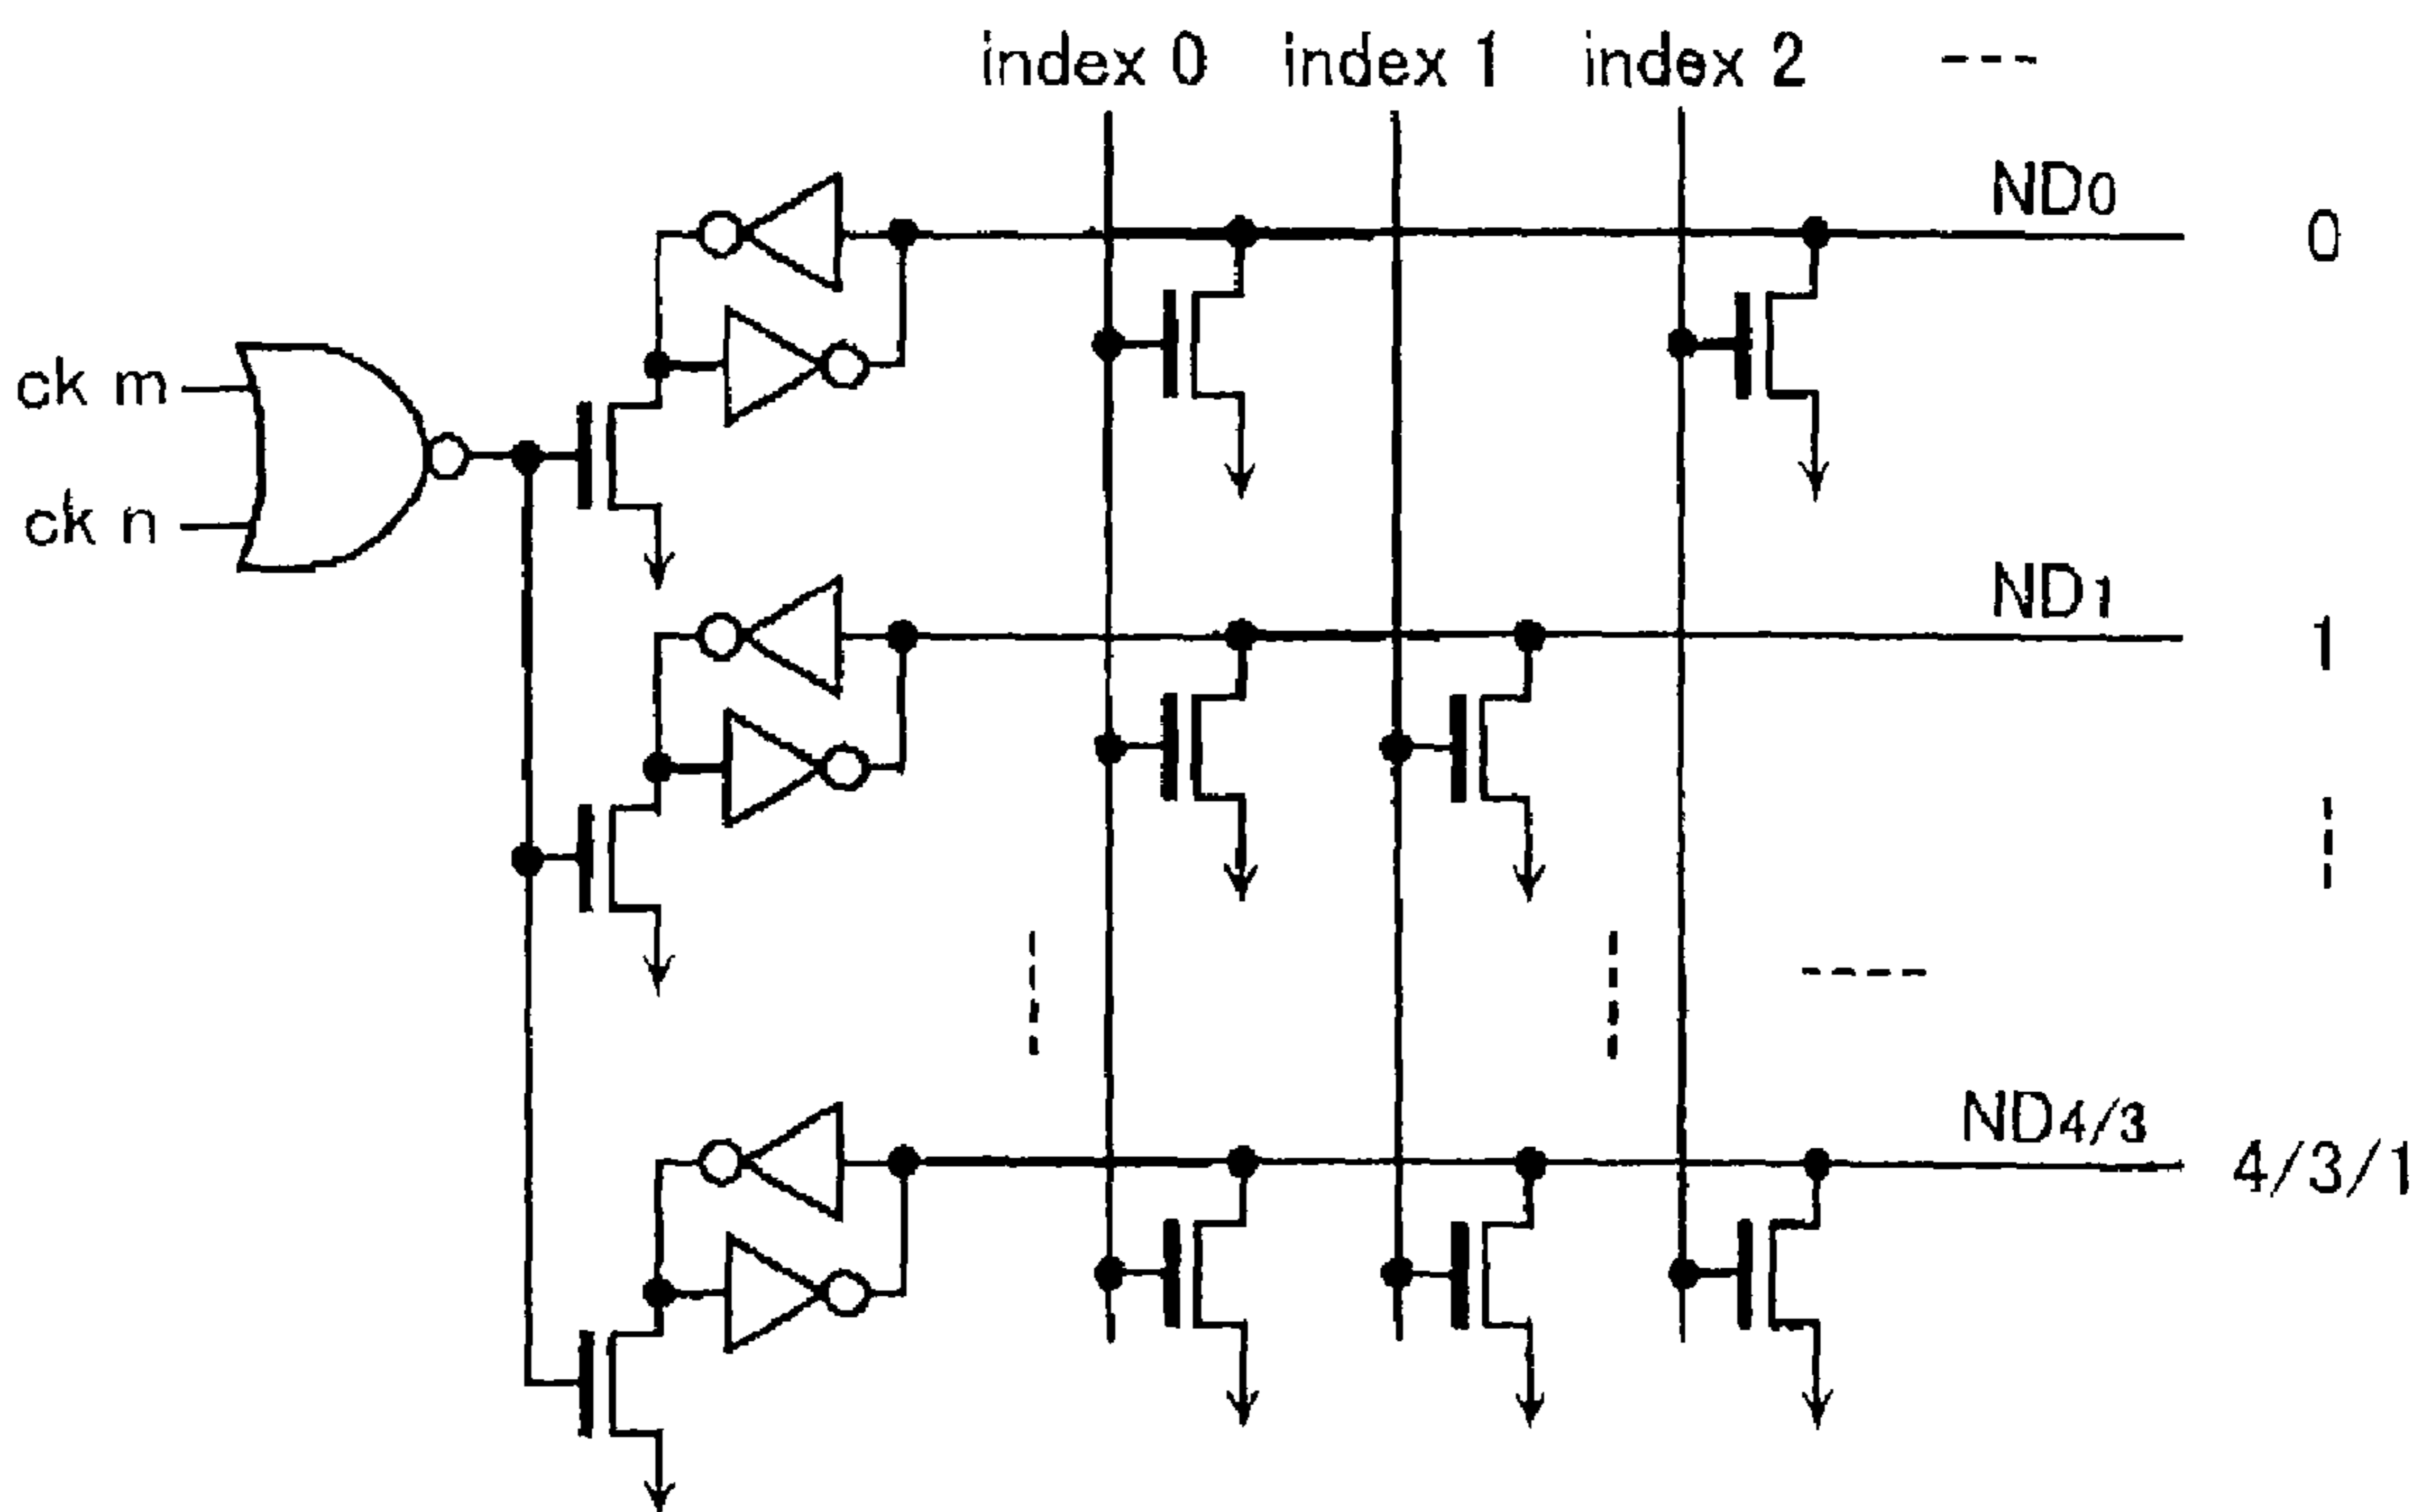 index 0 index 1 index 2 ---
ND0
0
ck m
ck n
ND1
1
ND4/3
4/3/1